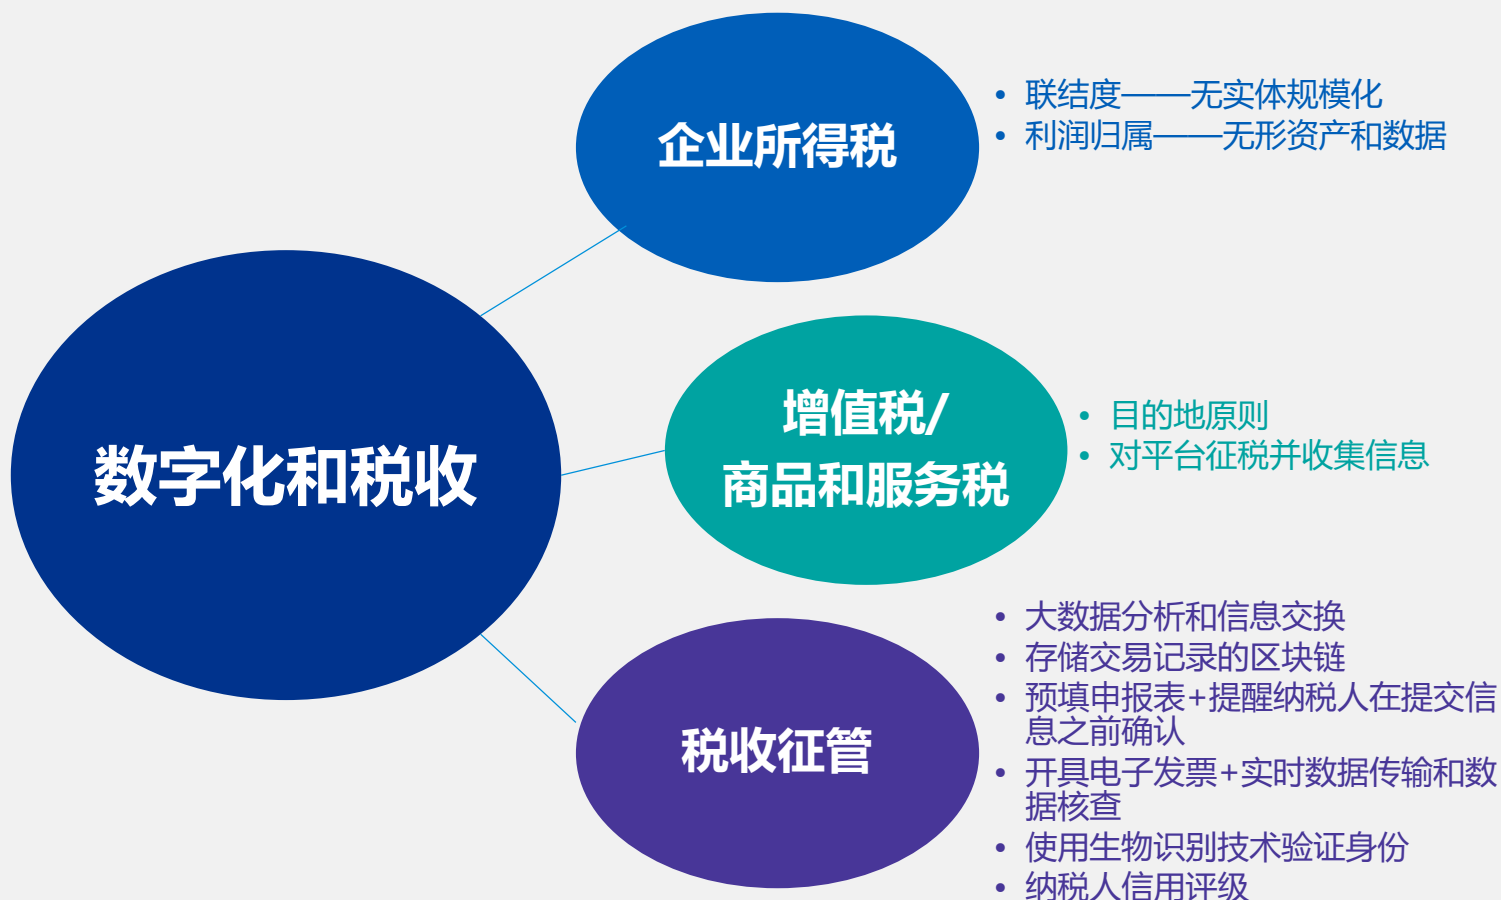 企业所得税
• 联结度——无实体规模化
• 利润归属——无形资产和数据
数字化和税收
增值税/
商品和服务税
• 目的地原则
• 对平台征税并收集信息
税收征管
• 大数据分析和信息交换
• 存储交易记录的区块链
• 预填申报表+提醒纳税人在提交信
息之前确认
• 开具电子发票+实时数据传输和数
据核查
• 使用生物识别技术验证身份
• 纳税人信用评级